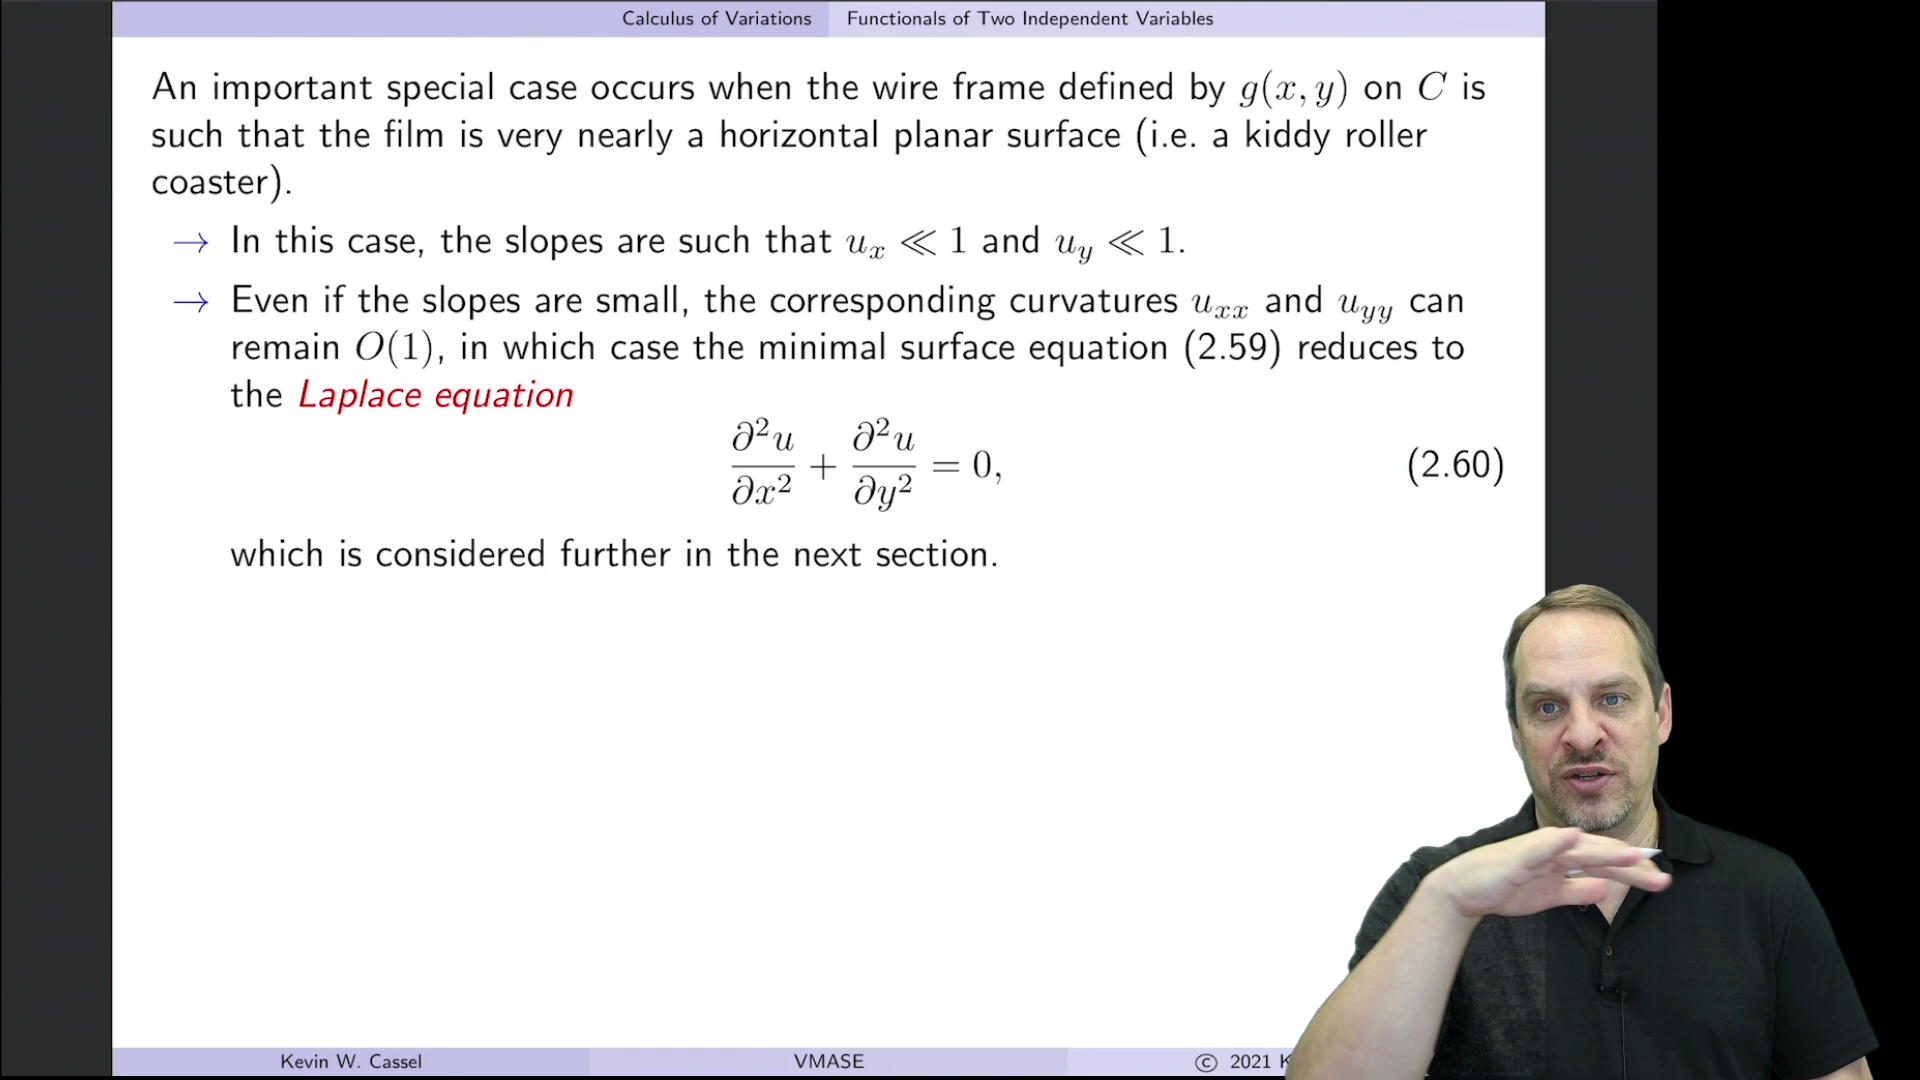 Calculus of Variations Functionals of Two Independent Variables
An important special case occurs when the wire frame defined by g(x, y) on C is
such that the film is very nearly a horizontal planar surface (i.e. a kiddy roller
coaster).
→ In this case, the slopes are such that u_x ≪ 1 and u_y ≪ 1.
→ Even if the slopes are small, the corresponding curvatures u_xx and u_yy can
remain O(1), in which case the minimal surface equation (2.59) reduces to
the Laplace equation
∂²u/∂x² + ∂²u/∂y² = 0, (2.60)
which is considered further in the next section.
Kevin W. Cassel VMASE © 2021